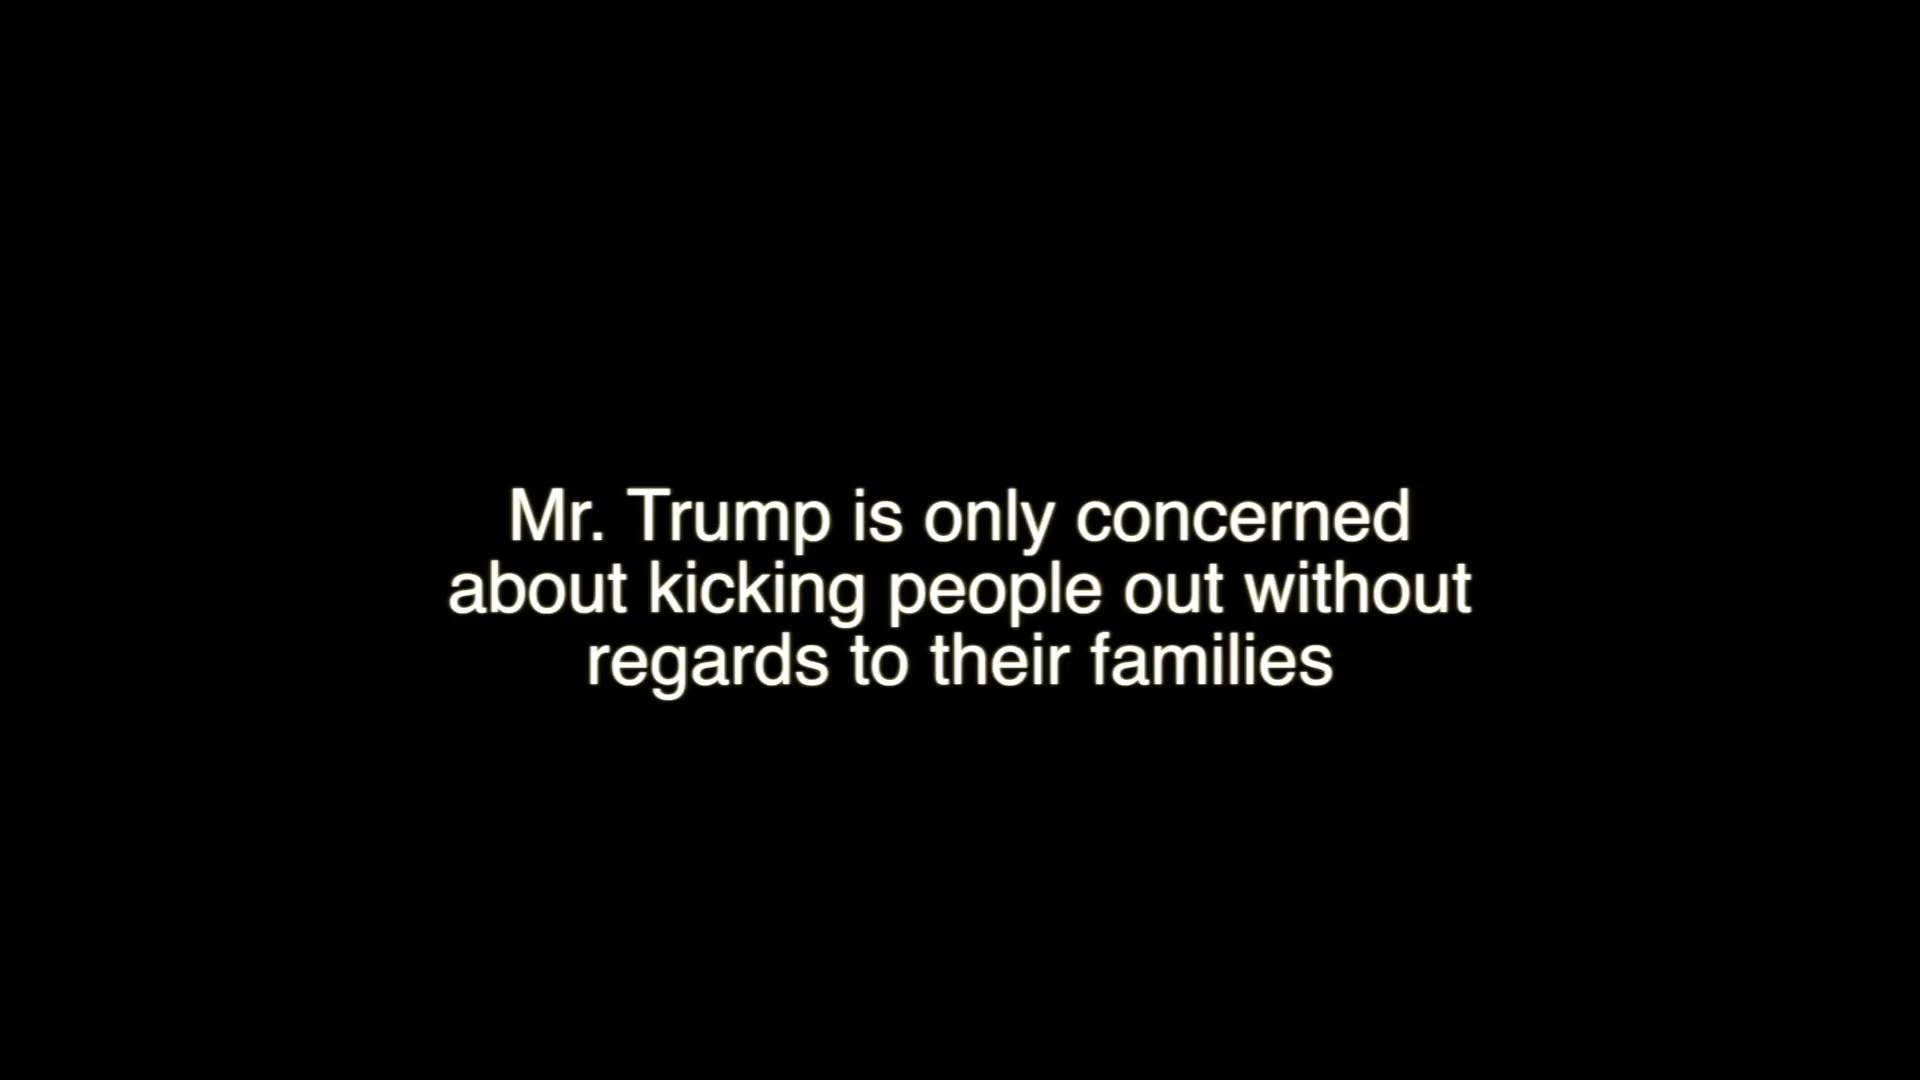 Mr. Trump is only concerned
about kicking people out without
regards to their families